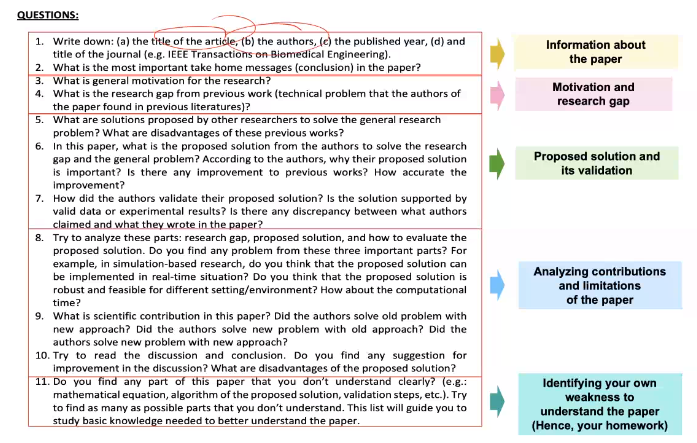 QUESTIONS:
1. Write down: (a) the title of the article, (b) the authors, (c) the published year, (d) and
title of the journal (e.g. IEEE Transactions on Biomedical Engineering).
2. What is the most important take home messages (conclusion) in the paper?
3. What is general motivation for the research?
4. What is the research gap from previous work (technical problem that the authors of
the paper found in previous literatures)?
5. What are solutions proposed by other researchers to solve the general research
problem? What are disadvantages of these previous works?
6. In this paper, what is the proposed solution from the authors to solve the research
gap and the general problem? According to the authors, why their proposed solution
is important? Is there any improvement to previous works? How accurate the
improvement?
7. How did the authors validate their proposed solution? Is the solution supported by
valid data or experimental results? Is there any discrepancy between what authors
claimed and what they wrote in the paper?
8. Try to analyze these parts: research gap, proposed solution, and how to evaluate the
proposed solution. Do you find any problem from these three important parts? For
example, in simulation-based research, do you think that the proposed solution can
be implemented in real-time situation? Do you think that the proposed solution is
robust and feasible for different setting/environment? How about the computational
time?
9. What is scientific contribution in this paper? Did the authors solve old problem with
new approach? Did the authors solve new problem with old approach? Did the
authors solve new problem with new approach?
10. Try to read the discussion and conclusion. Do you find any suggestion for
improvement in the discussion? What are disadvantages of the proposed solution?
11. Do you find any part of this paper that you don't understand clearly? (e.g.:
mathematical equation, algorithm of the proposed solution, validation steps, etc.). Try
to find as many as possible parts that you don't understand. This list will guide you to
study basic knowledge needed to better understand the paper.
Information about
the paper
Motivation and
research gap
Proposed solution and
its validation
Analyzing contributions
and limitations
of the paper
Identifying your own
weakness to
understand the paper
(Hence, your homework)